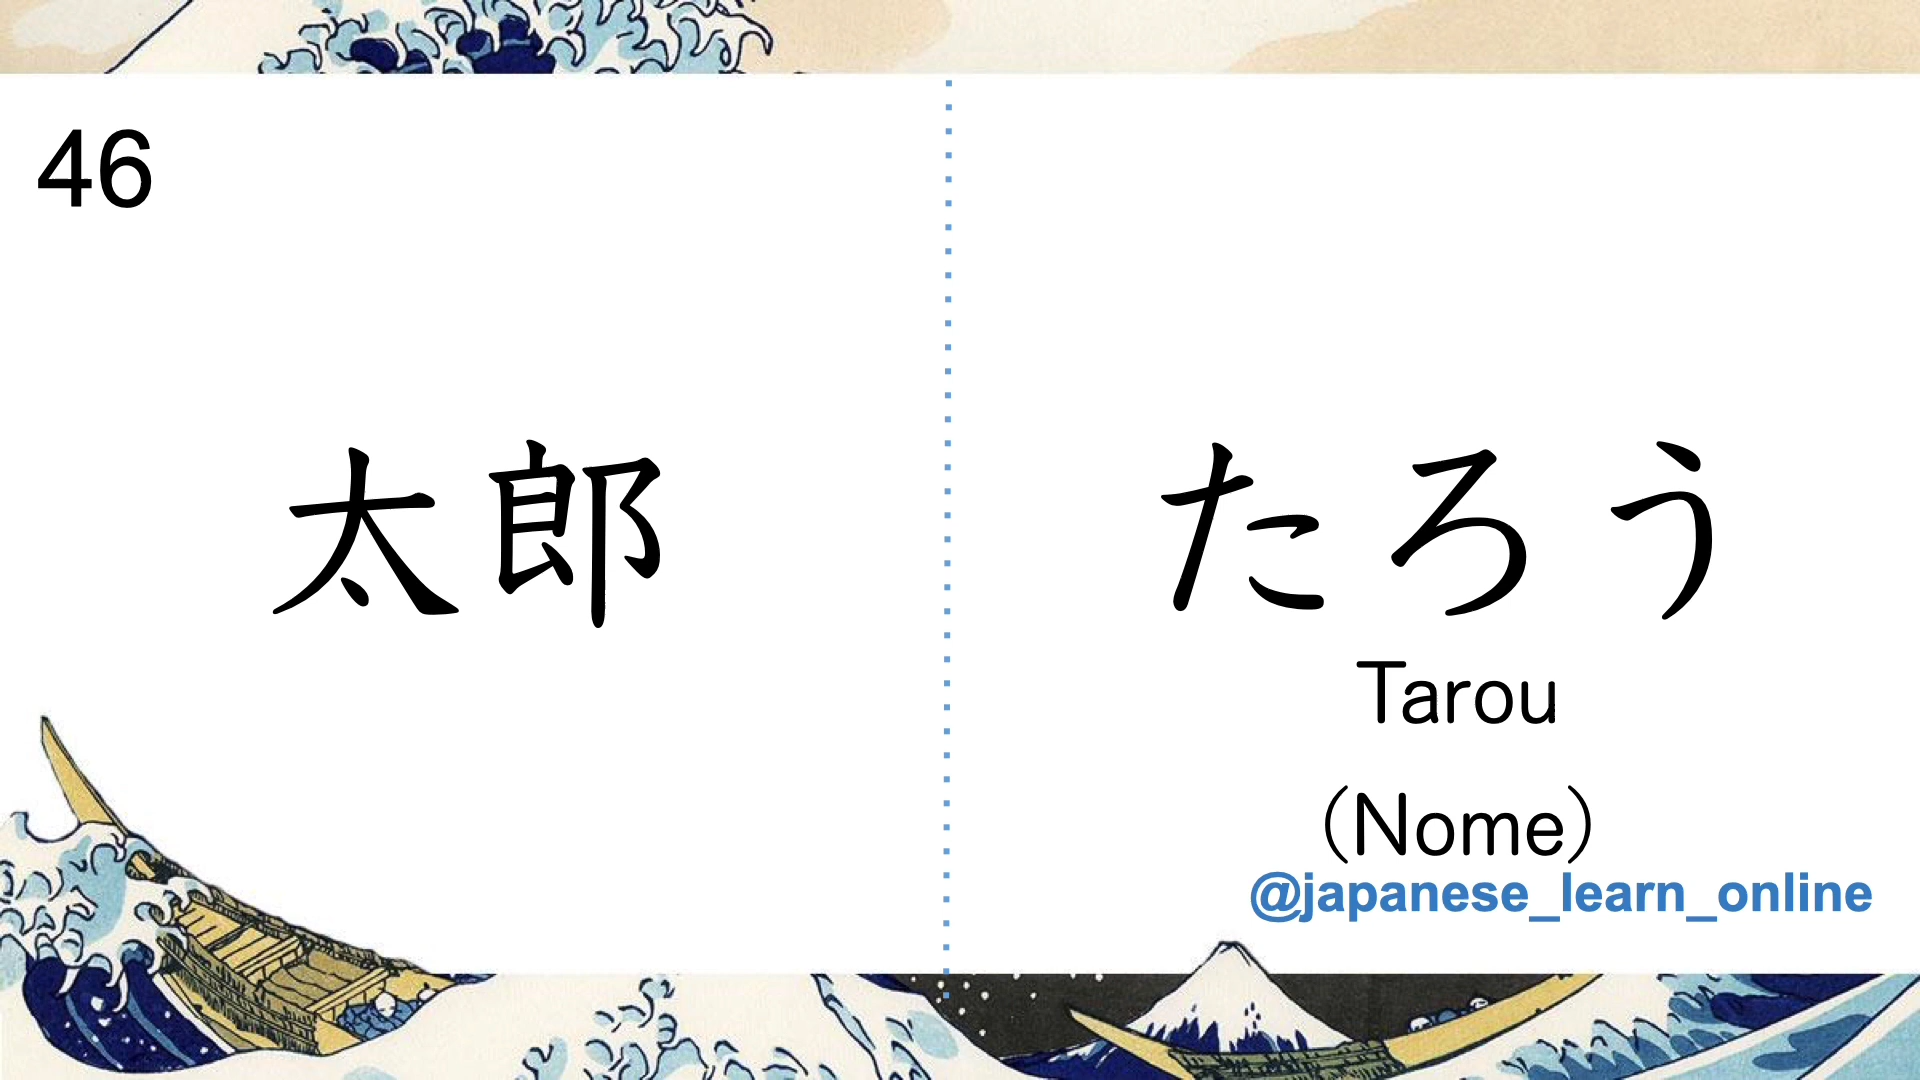 46
太郎
たろう
Tarou
（Nome）
@japanese_learn_online